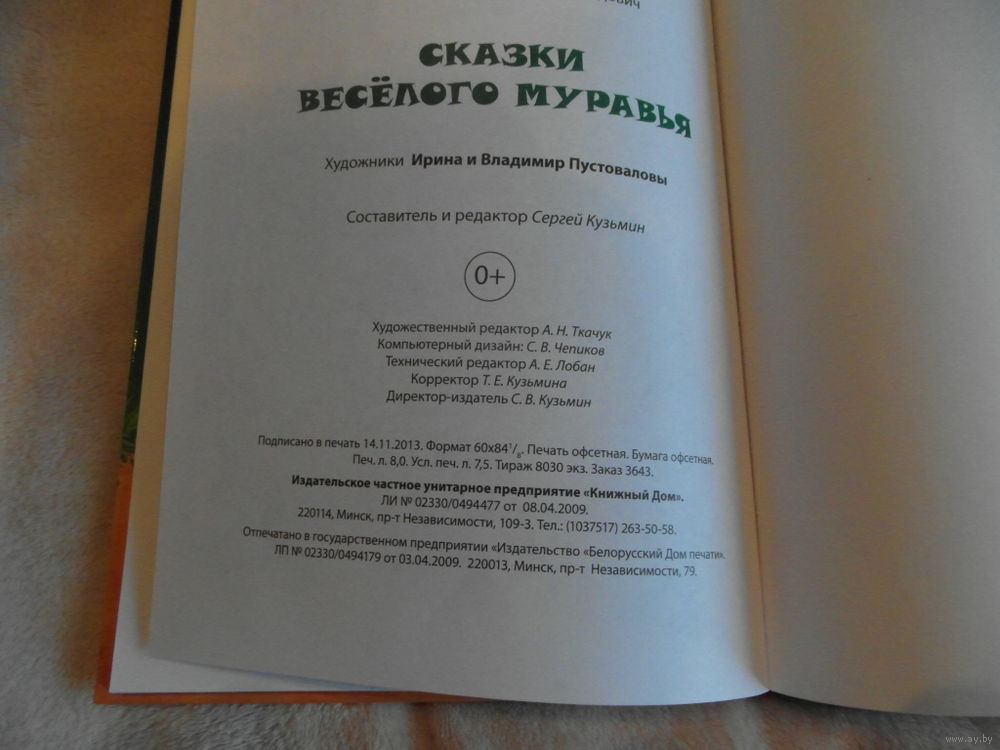 СКАЗКИ
ВЕСЁЛОГО МУРАВЬЯ
Художники Ирина и Владимир Пустоваловы
Составитель и редактор Сергей Кузьмин
0+
Художественный редактор А. Н. Ткачук
Компьютерный дизайн: С. В. Чепиков
Технический редактор А. Е. Лобан
Корректор Т. Е. Кузьмина
Директор-издатель С. В. Кузьмин
Подписано в печать 14.11.2013. Формат 60х84¹/₈. Печать офсетная. Бумага офсетная.
Печ. л. 8,0. Усл. печ. л. 7,5. Тираж 8030 экз. Заказ 3643.
Издательское частное унитарное предприятие «Книжный Дом».
ЛИ № 02330/0494477 от 08.04.2009.
220114, Минск, пр-т Независимости, 109-3. Тел.: (1037517) 263-50-58.
Отпечатано в государственном предприятии «Издательство «Белорусский Дом печати».
ЛП № 02330/0494179 от 03.04.2009. 220013, Минск, пр-т Независимости, 79.
www.ay.by